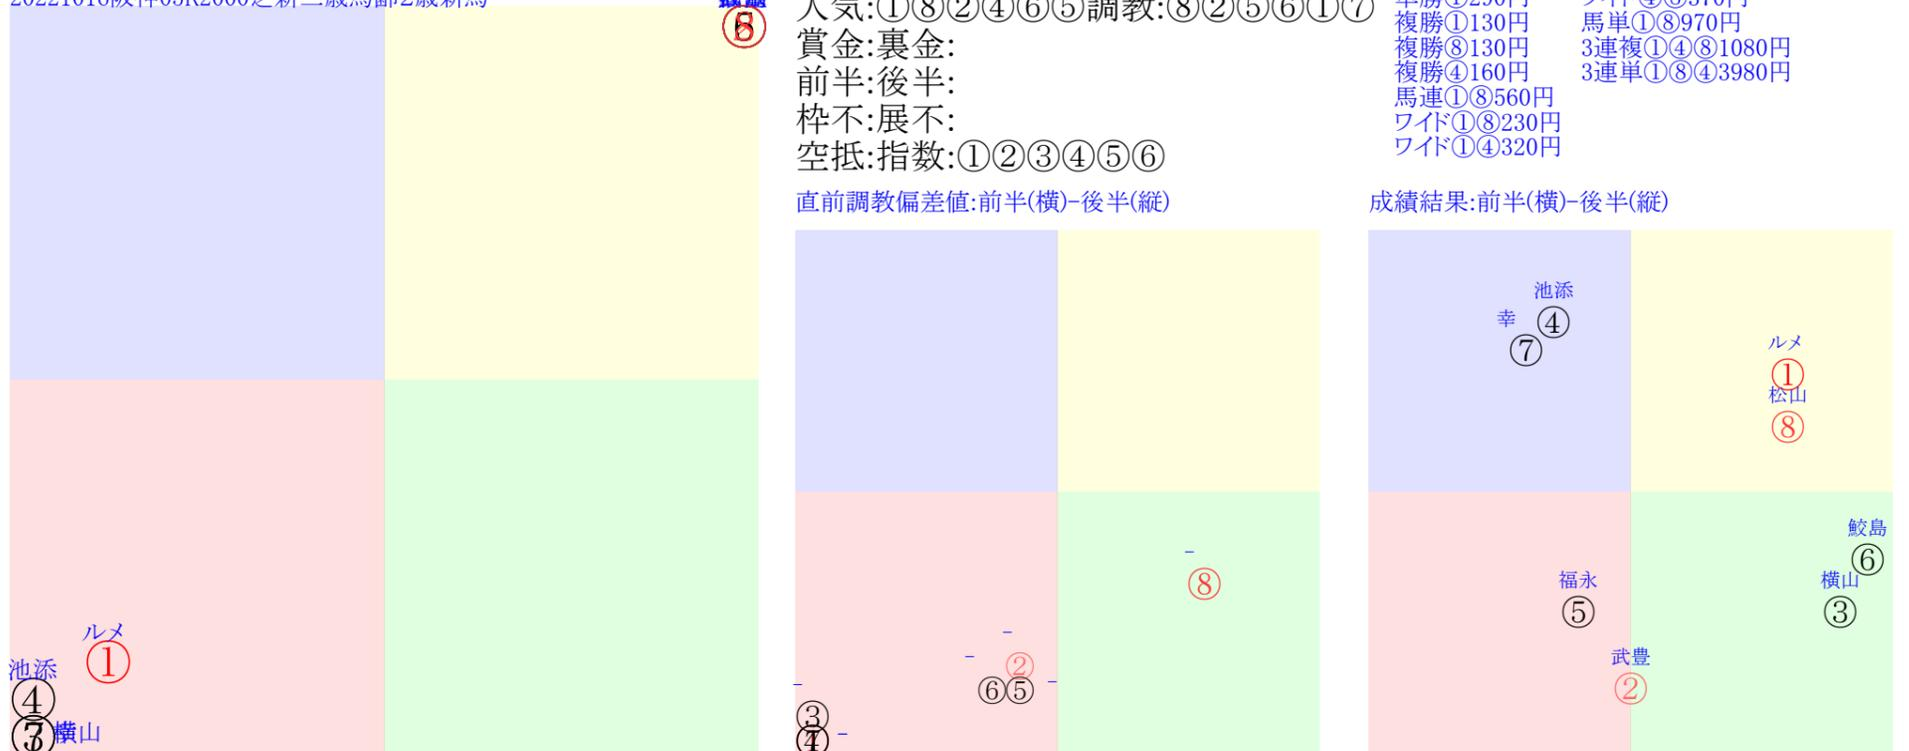 人気:①⑧②④⑥⑤調教:⑧②⑤⑥①⑦
賞金:裏金:
前半:後半:
枠不:展不:
空抵:指数:①②③④⑤⑥
複勝①130円
複勝⑧130円
複勝④160円
馬連①⑧560円
ワイド①⑧230円
ワイド①④320円
馬単①⑧970円
3連複①④⑧1080円
3連単①⑧④3980円
ルメ
①
池添
④
横山
直前調教偏差値:前半(横)-後半(縦)
⑧
②
⑥⑤
③
成績結果:前半(横)-後半(縦)
池添
④
幸
⑦
ルメ
①
松山
⑧
鮫島
⑥
横山
③
福永
⑤
武豊
②